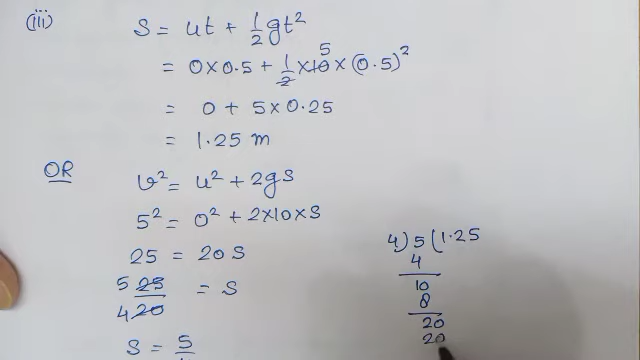 (iii) S = ut + 1/2 gt²
= 0×0.5 + 1/2 ×10 5 ×(0.5)²
= 0 + 5×0.25
= 1.25 m
OR v² = u² + 2gS
5² = 0² + 2×10×S
25 = 20S
5 25/4 20 = S
S = 5/
4) 5 (1.25
4
10
8
20
20